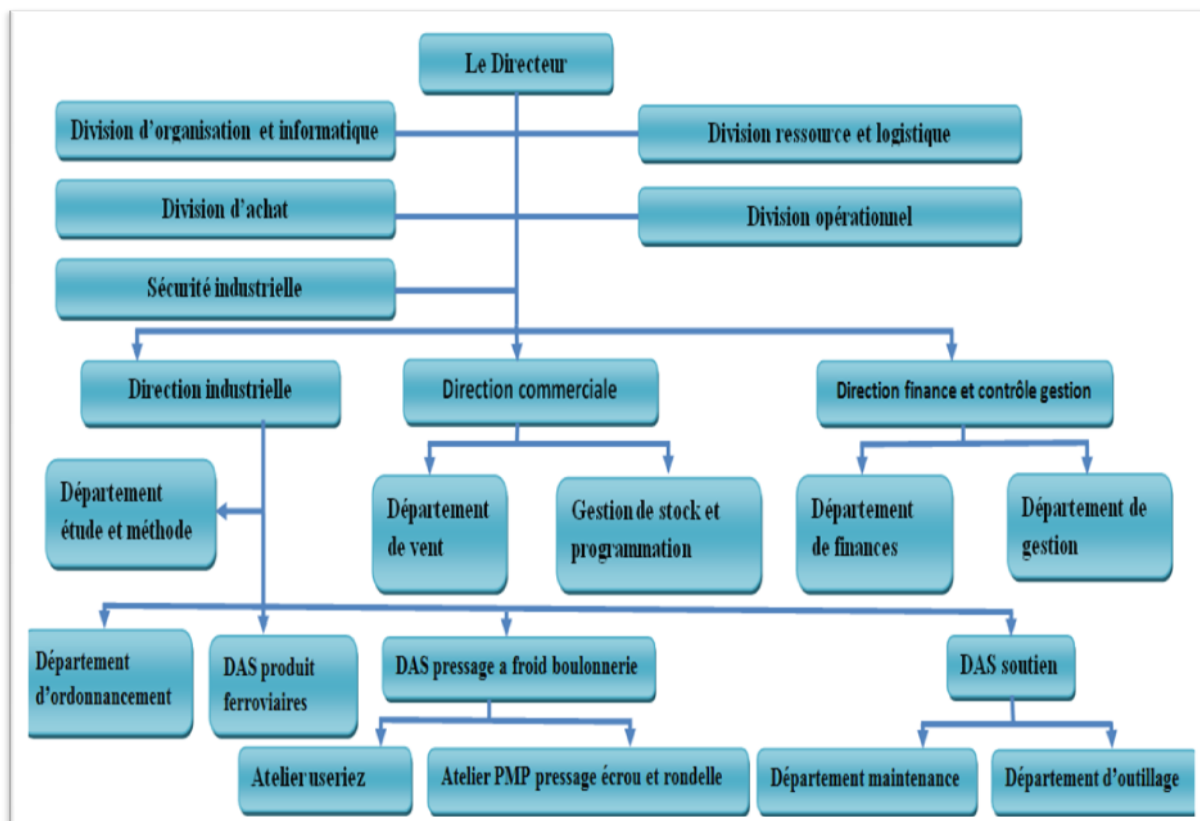 Le Directeur
Division d'organisation et informatique
Division ressource et logistique
Division d'achat
Division opérationnel
Sécurité industrielle
Direction industrielle
Direction commerciale
Direction finance et contrôle gestion
Département
étude et méthode
Département
de vent
Gestion de stock et
programmation
Département
de finances
Département de
gestion
Département
d'ordonnancement
DAS produit
ferroviaires
DAS pressage a froid boulonnerie
DAS soutien
Atelier useriez
Atelier PMP pressage écrou et rondelle
Département maintenance
Département d'outillage